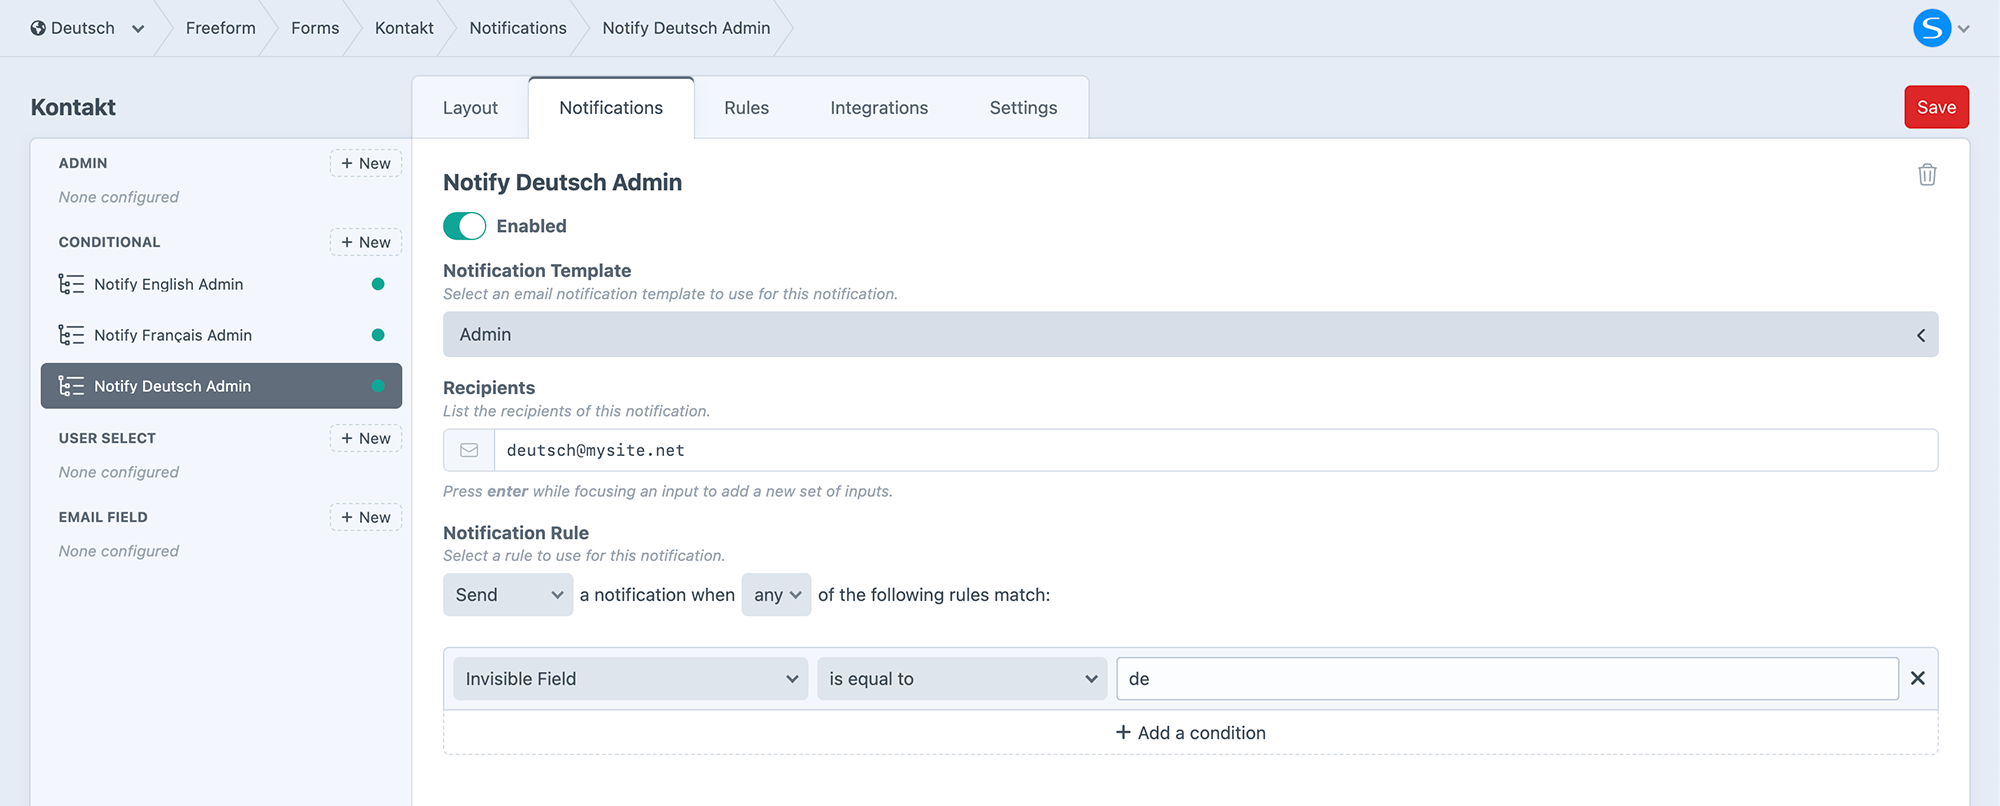 Deutsch Freeform Forms Kontakt Notifications Notify Deutsch Admin S
Kontakt
Layout Notifications Rules Integrations Settings
Save
ADMIN + New
None configured
CONDITIONAL + New
Notify English Admin
Notify Français Admin
Notify Deutsch Admin
USER SELECT + New
None configured
EMAIL FIELD + New
None configured
Notify Deutsch Admin
Enabled
Notification Template
Select an email notification template to use for this notification.
Admin
Recipients
List the recipients of this notification.
deutsch@mysite.net
Press enter while focusing an input to add a new set of inputs.
Notification Rule
Select a rule to use for this notification.
Send a notification when any of the following rules match:
Invisible Field is equal to de
+ Add a condition